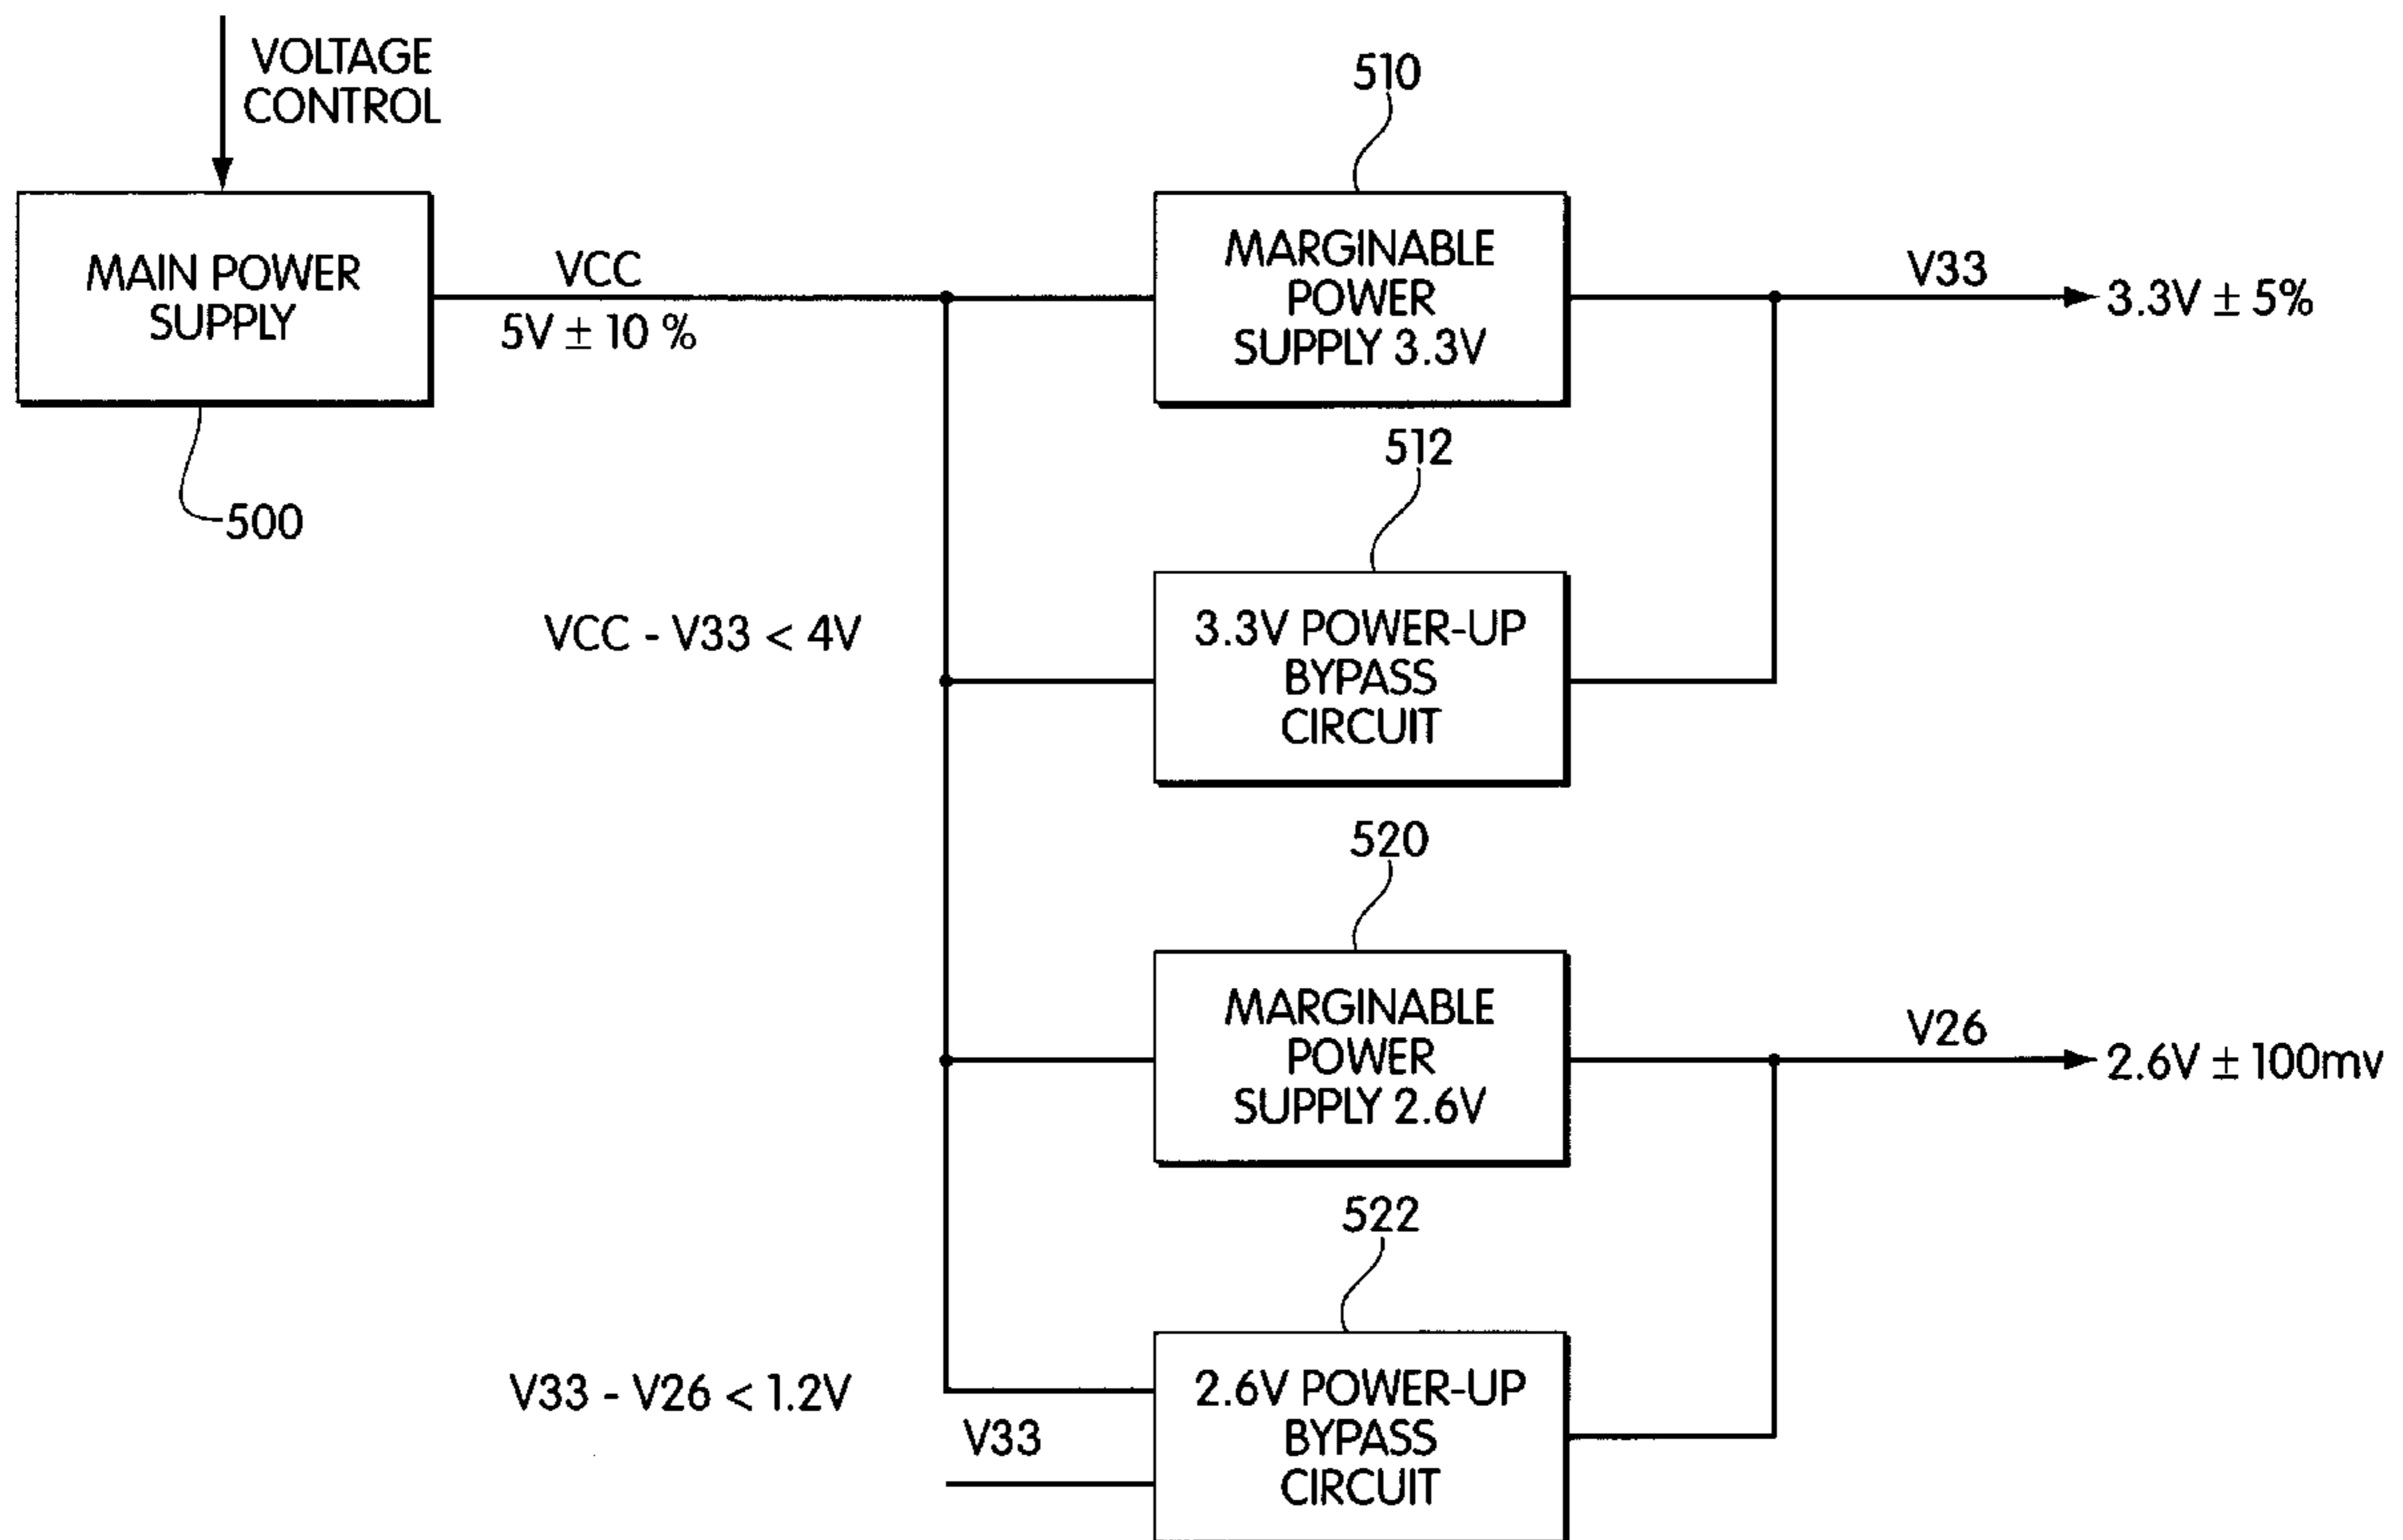 VOLTAGE
CONTROL
510
MAIN POWER
SUPPLY
VCC
5V ± 10 %
MARGINABLE
POWER
SUPPLY 3.3V
V33
3.3V ± 5%
500
512
VCC - V33 < 4V
3.3V POWER-UP
BYPASS
CIRCUIT
520
MARGINABLE
POWER
SUPPLY 2.6V
V26
2.6V ± 100mv
522
V33 - V26 < 1.2V
V33
2.6V POWER-UP
BYPASS
CIRCUIT